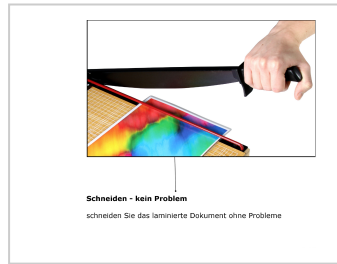 Schneiden - kein Problem
schneiden Sie das laminierte Dokument ohne Probleme